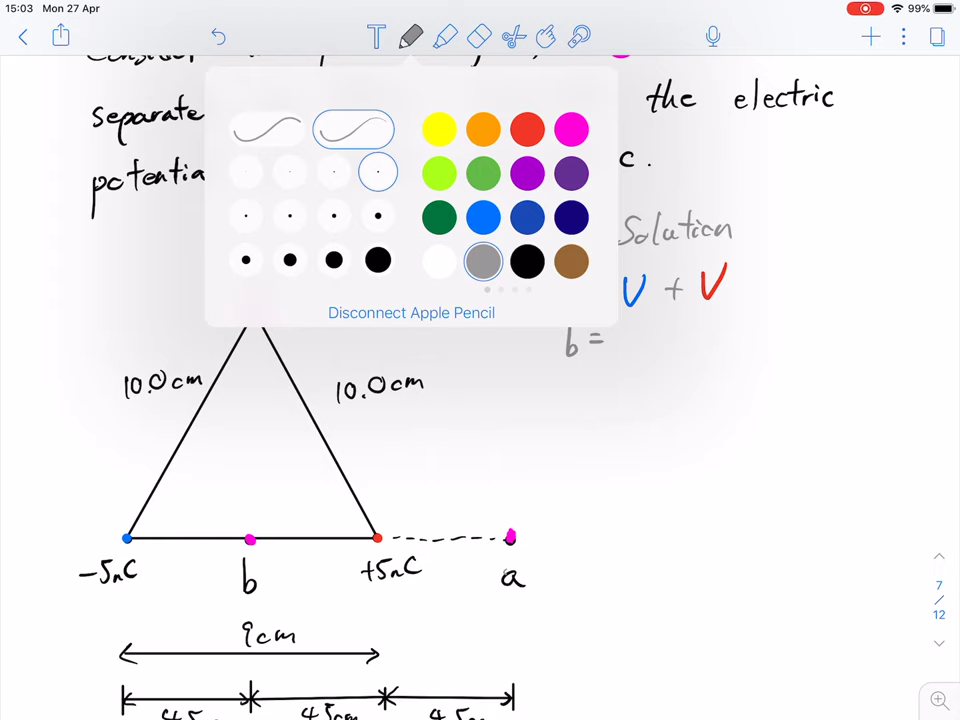 15:03 Mon 27 Apr
99%
T
separate
the electric
potentia
c.
Solution
V + V
b =
Disconnect Apple Pencil
10.0cm
10.0cm
-5nC
b
+5nC
a
9cm
4.5cm
7
/
12